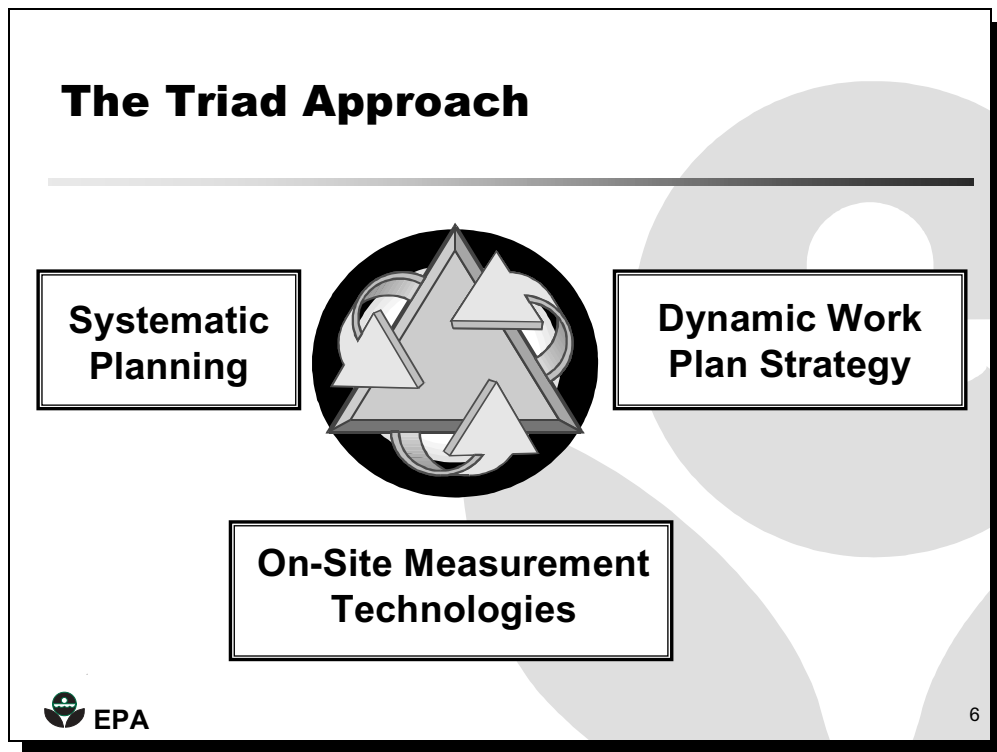 The Triad Approach
Systematic
Planning
Dynamic Work
Plan Strategy
On-Site Measurement
Technologies
EPA
6